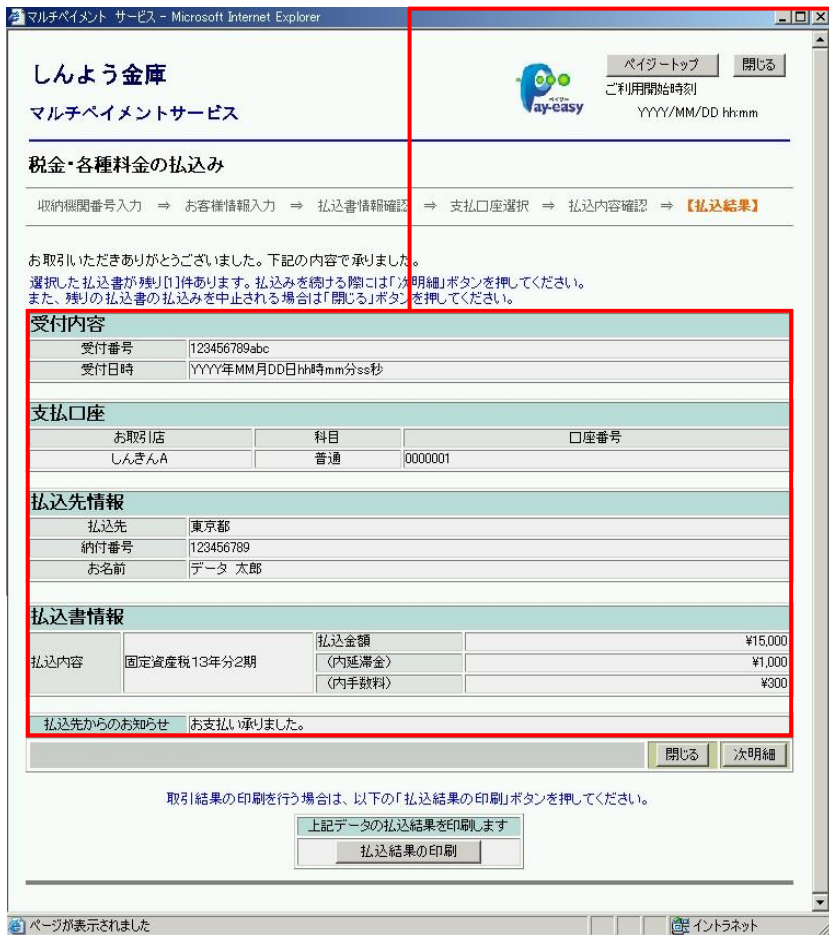 マルチペイメント サービス - Microsoft Internet Explorer
しんよう金庫
マルチペイメントサービス
ペイジー
Pay-easy
ペイジートップ 閉じる
ご利用開始時刻
YYYY/MM/DD hh:mm
税金・各種料金の払込み
収納機関番号入力 ⇒ お客様情報入力 ⇒ 払込書情報確認 ⇒ 支払口座選択 ⇒ 払込内容確認 ⇒ 【払込結果】
お取引いただきありがとうございました。下記の内容で承りました。
選択した払込書が残り[1]件あります。払込みを続ける際には「次明細」ボタンを押してください。
また、残りの払込書の払込みを中止される場合は「閉じる」ボタンを押してください。
受付内容
受付番号 123456789abc
受付日時 YYYY年MM月DD日hh時mm分ss秒
支払口座
お取引店 科目 口座番号
しんきんA 普通 0000001
払込先情報
払込先 東京都
納付番号 123456789
お名前 データ 太郎
払込書情報
払込内容 固定資産税13年分2期 払込金額 ¥15,000
(内延滞金) ¥1,000
(内手数料) ¥300
払込先からのお知らせ お支払い承りました。
閉じる 次明細
取引結果の印刷を行う場合は、以下の「払込結果の印刷」ボタンを押してください。
上記データの払込結果を印刷します
払込結果の印刷
ページが表示されました イントラネット